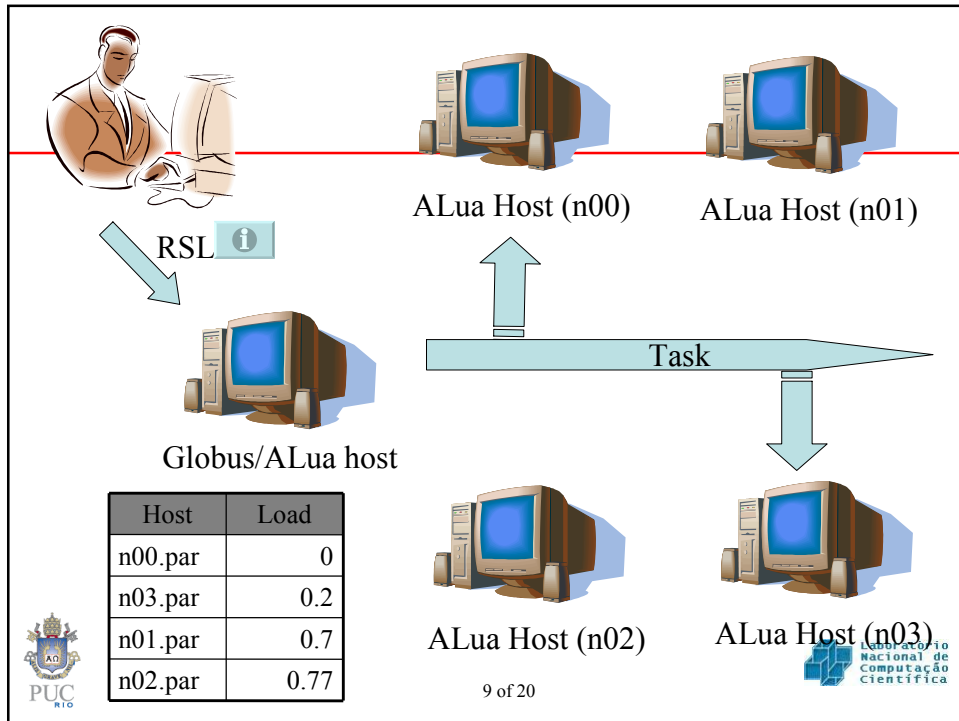 ALua Host (n00)
ALua Host (n01)
RSL
Task
Globus/ALua host
Host Load
n00.par 0
n03.par 0.2
n01.par 0.7
n02.par 0.77
ALua Host (n02)
ALua Host (n03)
PUC
RIO
9 of 20
Laboratório
Nacional de
Computação
Científica